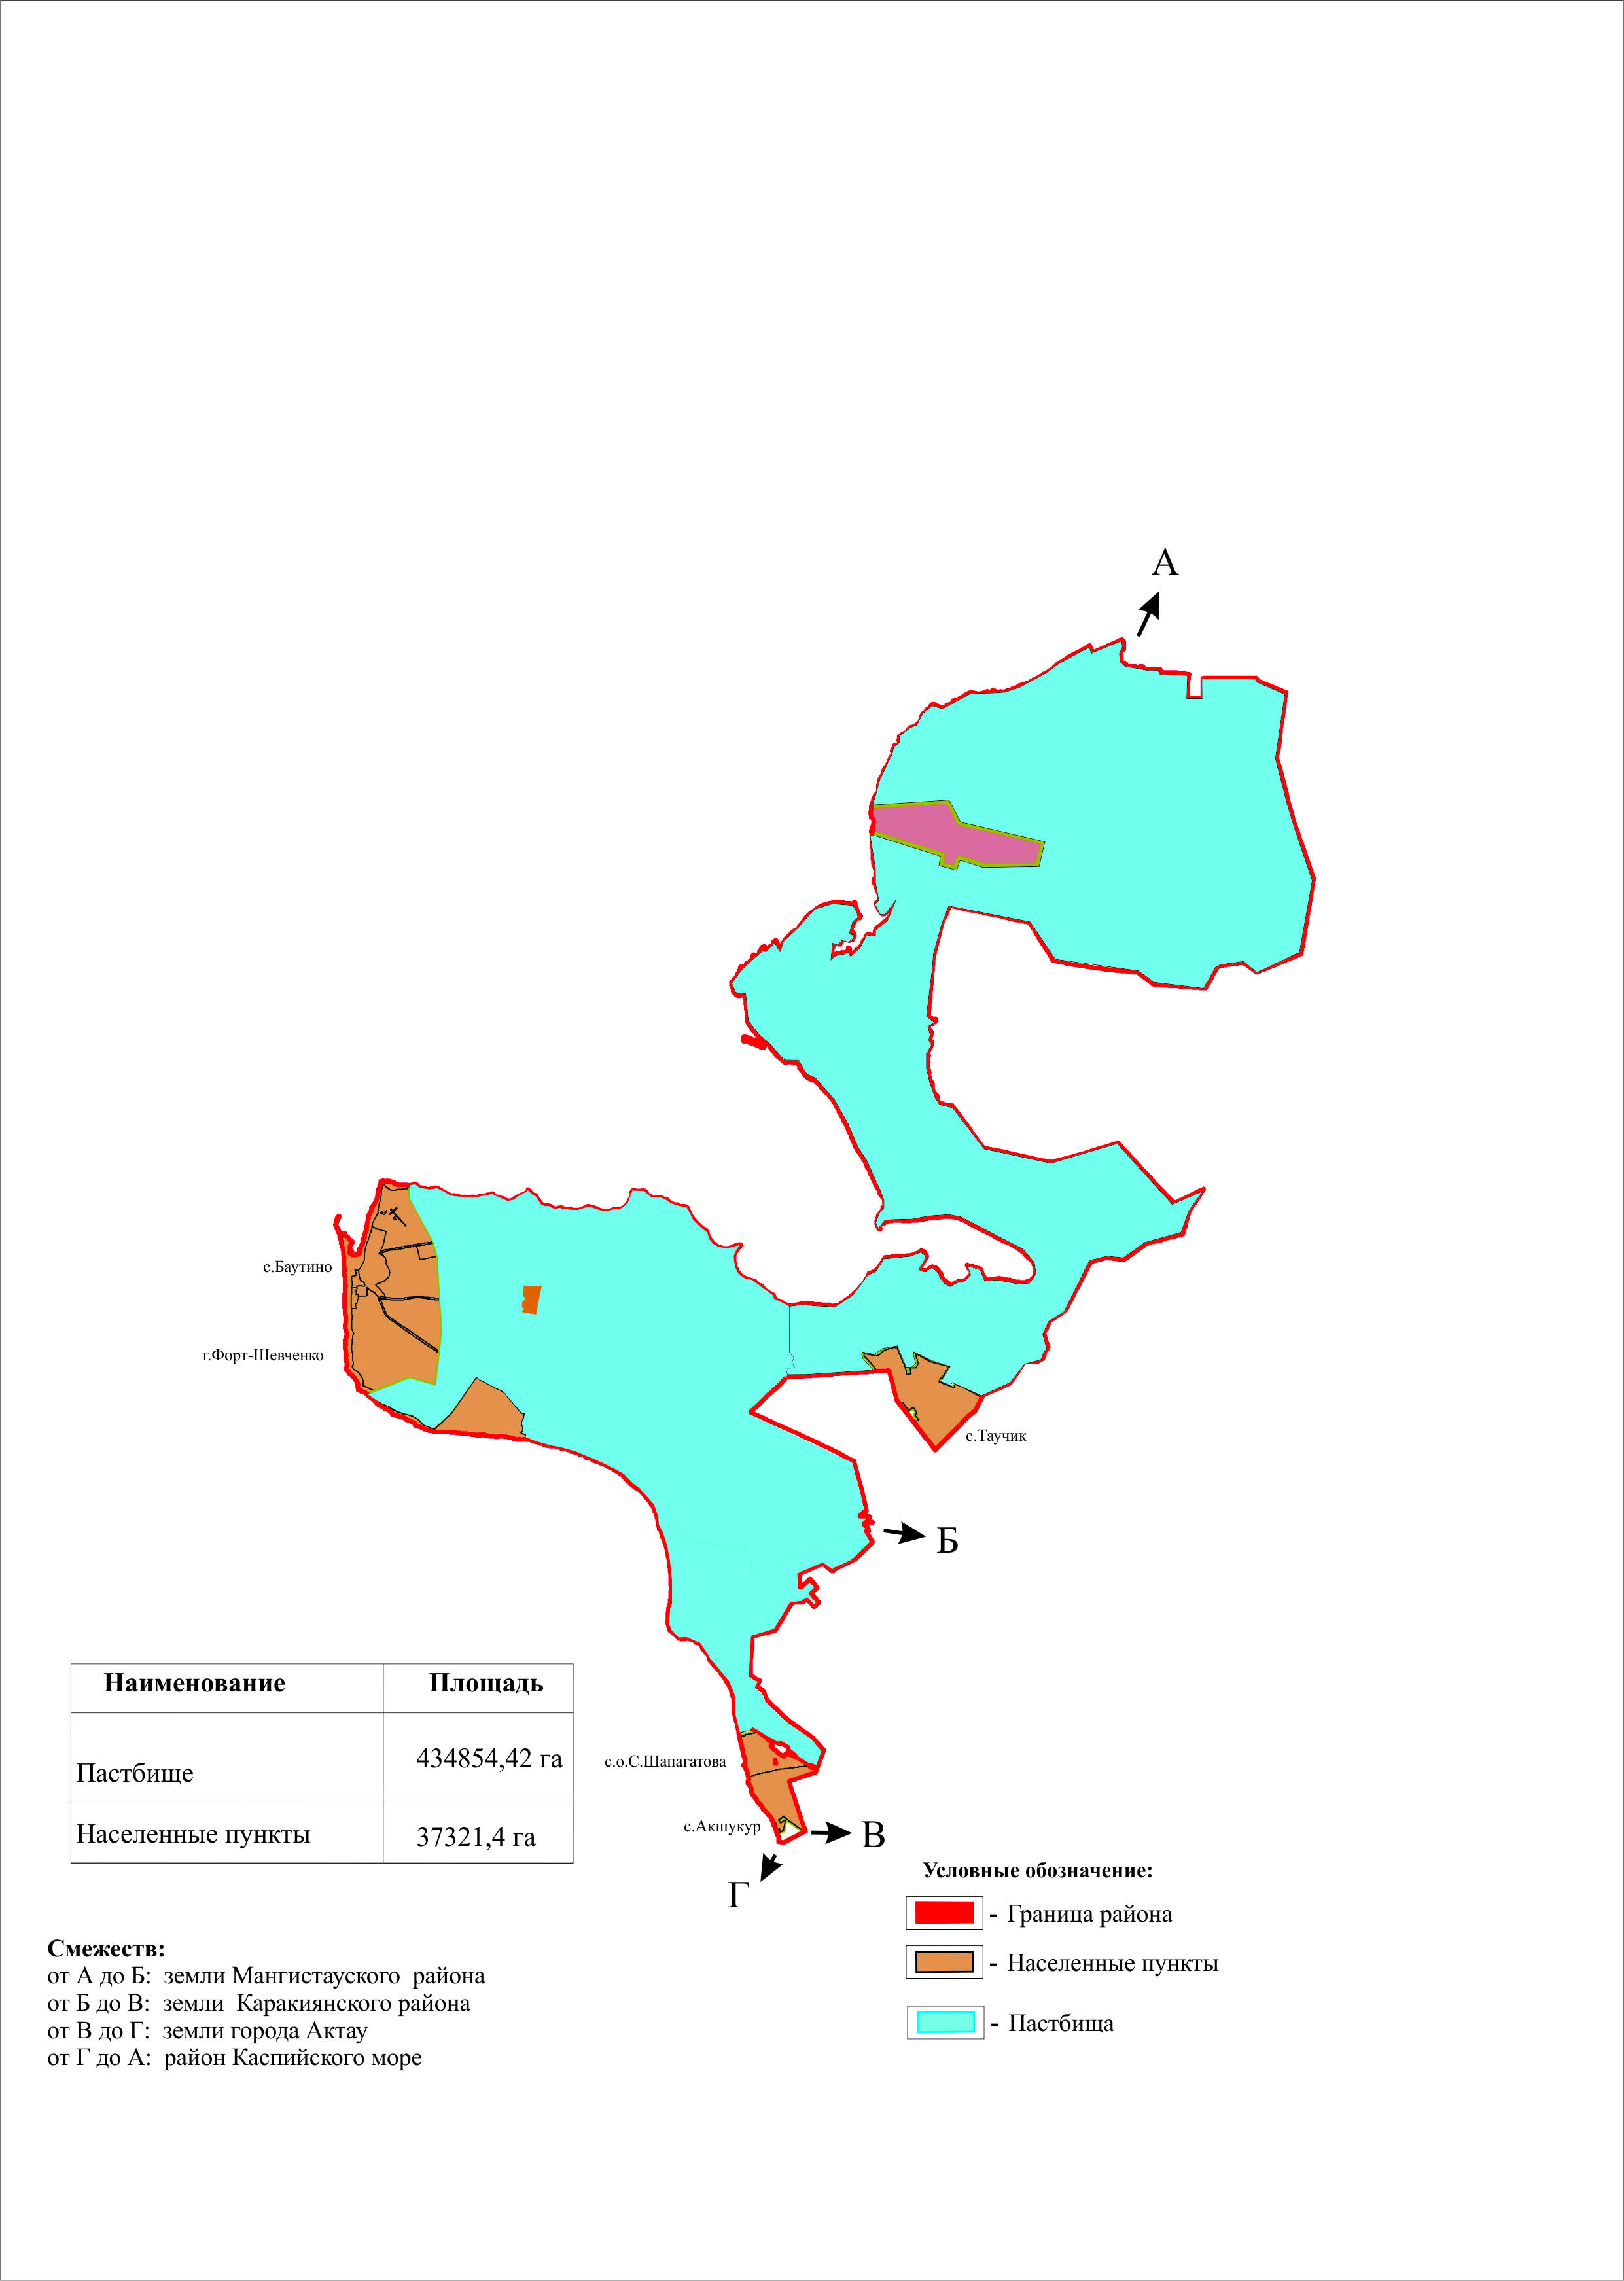 А
с.Баутино
г.Форт-Шевченко
с.Таучик
Б
Наименование Площадь
Пастбище 434854,42 га
Населенные пункты 37321,4 га
с.о.С.Шапагатова
с.Акшукур
В
Г
Условные обозначение:
- Граница района
- Населенные пункты
- Пастбища
Смежеств:
от А до Б: земли Мангистауского района
от Б до В: земли Каракиянского района
от В до Г: земли города Актау
от Г до А: район Каспийского море